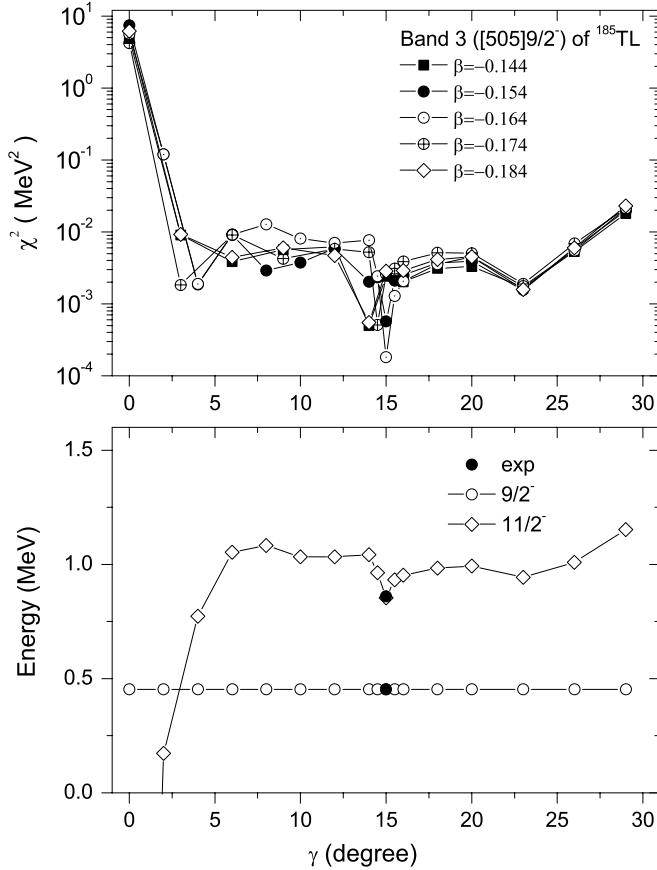 10¹
10⁰
10⁻¹
10⁻²
10⁻³
10⁻⁴
χ² ( MeV²)
Band 3 ([505]9/2⁻) of ¹⁸⁵TL
β=−0.144
β=−0.154
β=−0.164
β=−0.174
β=−0.184
0 5 10 15 20 25 30
1.5
1.0
0.5
0.0
Energy (MeV)
exp
9/2⁻
11/2⁻
0 5 10 15 20 25 30
γ (degree)